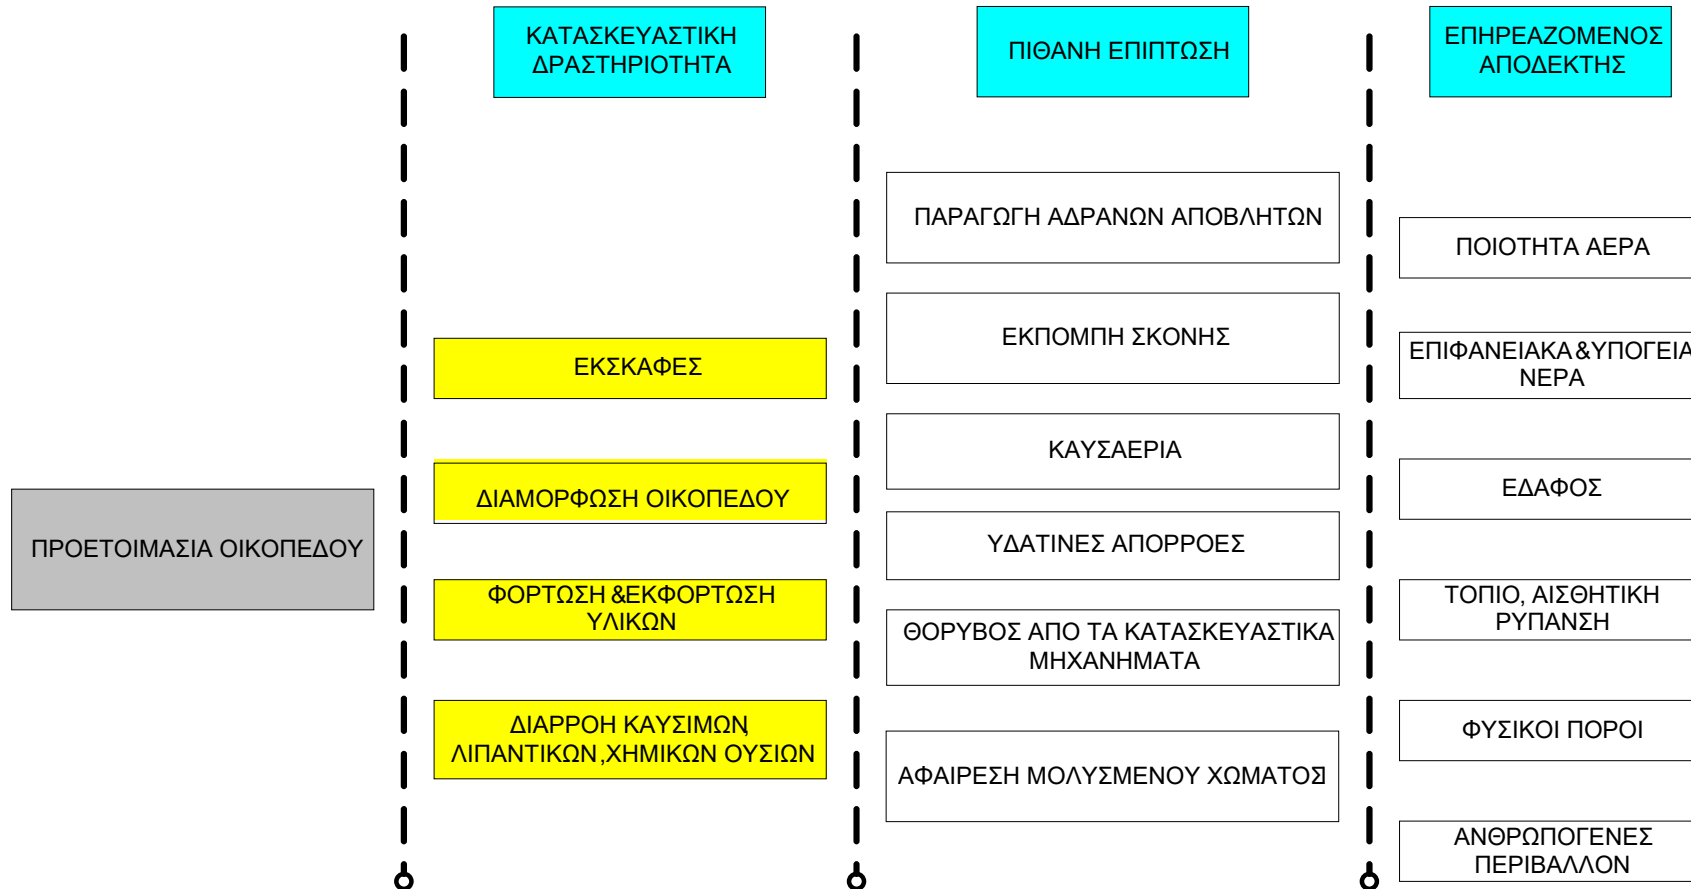 ΚΑΤΑΣΚΕΥΑΣΤΙΚΗ
ΔΡΑΣΤΗΡΙΟΤΗΤΑ
ΠΙΘΑΝΗ ΕΠΙΠΤΩΣΗ
ΕΠΗΡΕΑΖΟΜΕΝΟΣ
ΑΠΟΔΕΚΤΗΣ
ΠΡΟΕΤΟΙΜΑΣΙΑ ΟΙΚΟΠΕΔΟΥ
ΕΚΣΚΑΦΕΣ
ΔΙΑΜΟΡΦΩΣΗ ΟΙΚΟΠΕΔΟΥ
ΦΟΡΤΩΣΗ &ΕΚΦΟΡΤΩΣΗ
ΥΛΙΚΩΝ
ΔΙΑΡΡΟΗ ΚΑΥΣΙΜΩΝ,
ΛΙΠΑΝΤΙΚΩΝ,ΧΗΜΙΚΩΝ ΟΥΣΙΩΝ
ΠΑΡΑΓΩΓΗ ΑΔΡΑΝΩΝ ΑΠΟΒΛΗΤΩΝ
ΕΚΠΟΜΠΗ ΣΚΟΝΗΣ
ΚΑΥΣΑΕΡΙΑ
ΥΔΑΤΙΝΕΣ ΑΠΟΡΡΟΕΣ
ΘΟΡΥΒΟΣ ΑΠΟ ΤΑ ΚΑΤΑΣΚΕΥΑΣΤΙΚΑ
ΜΗΧΑΝΗΜΑΤΑ
ΑΦΑΙΡΕΣΗ ΜΟΛΥΣΜΕΝΟΥ ΧΩΜΑΤΟΣ
ΠΟΙΟΤΗΤΑ ΑΕΡΑ
ΕΠΙΦΑΝΕΙΑΚΑ &ΥΠΟΓΕΙΑ
ΝΕΡΑ
ΕΔΑΦΟΣ
ΤΟΠΙΟ, ΑΙΣΘΗΤΙΚΗ
ΡΥΠΑΝΣΗ
ΦΥΣΙΚΟΙ ΠΟΡΟΙ
ΑΝΘΡΩΠΟΓΕΝΕΣ
ΠΕΡΙΒΑΛΛΟΝ